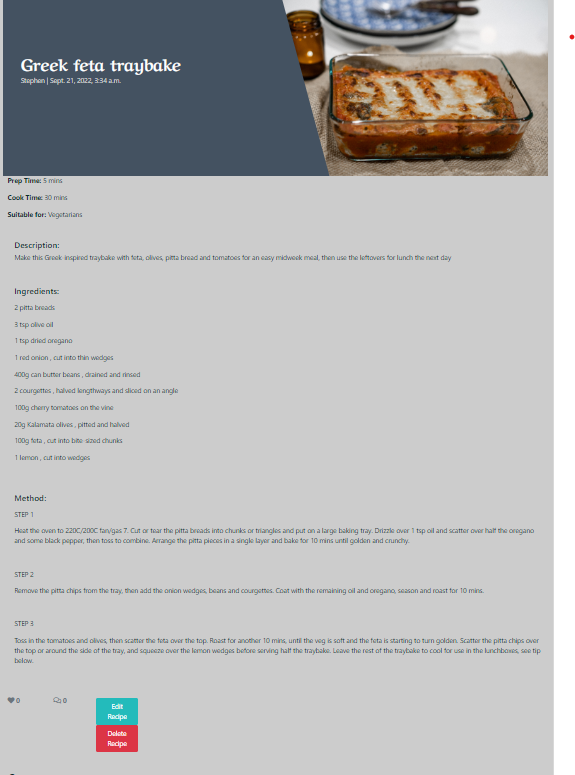 Greek feta traybake
Stephen | Sept. 21, 2022, 3:34 a.m.
Prep Time: 5 mins
Cook Time: 30 mins
Suitable for: Vegetarians
Description:
Make this Greek-inspired traybake with feta, olives, pitta bread and tomatoes for an easy midweek meal, then use the leftovers for lunch the next day
Ingredients:
2 pitta breads
3 tsp olive oil
1 tsp dried oregano
1 red onion , cut into thin wedges
400g can butter beans , drained and rinsed
2 courgettes , halved lengthways and sliced on an angle
100g cherry tomatoes on the vine
20g Kalamata olives , pitted and halved
100g feta , cut into bite-sized chunks
1 lemon , cut into wedges
Method:
STEP 1
Heat the oven to 220C/200C fan/gas 7. Cut or tear the pitta breads into chunks or triangles and put on a large baking tray. Drizzle over 1 tsp oil and scatter over half the oregano
and some black pepper, then toss to combine. Arrange the pitta pieces in a single layer and bake for 10 mins until golden and crunchy.
STEP 2
Remove the pitta chips from the tray, then add the onion wedges, beans and courgettes. Coat with the remaining oil and oregano, season and roast for 10 mins.
STEP 3
Toss in the tomatoes and olives, then scatter the feta over the top. Roast for another 10 mins, until the veg is soft and the feta is starting to turn golden. Scatter the pitta chips over
the top or around the side of the tray, and squeeze over the lemon wedges before serving half the traybake. Leave the rest of the traybake to cool for use in the lunchboxes, see tip
below.
0
0
Edit
Recipe
Delete
Recipe